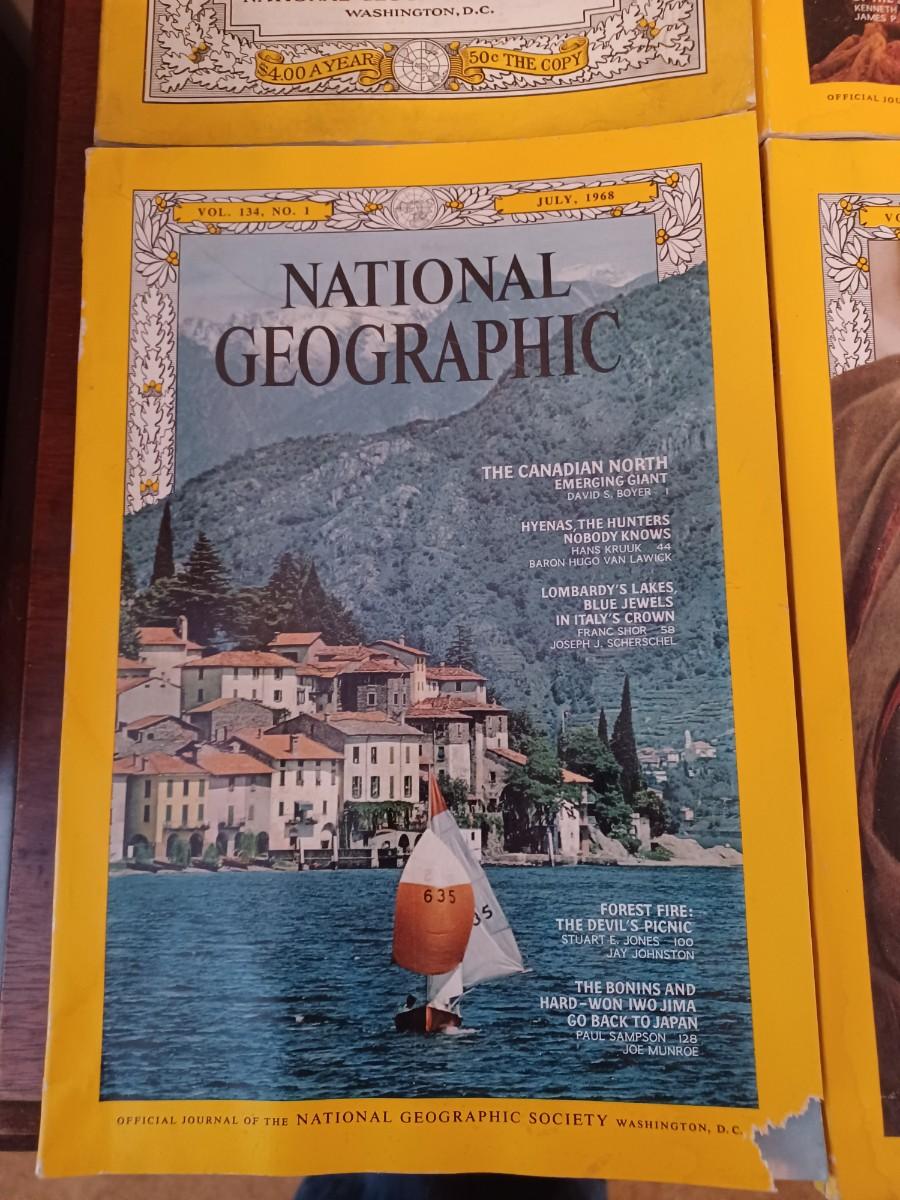 WASHINGTON, D.C.
$4.00 A YEAR
50¢ THE COPY
KENNETH
JAMES P.
OFFICIAL JOU
VOL. 134, NO. 1
JULY, 1968
NATIONAL
GEOGRAPHIC
THE CANADIAN NORTH
EMERGING GIANT
DAVID S. BOYER 1
HYENAS, THE HUNTERS
NOBODY KNOWS
HANS KRUUK 44
BARON HUGO VAN LAWICK
LOMBARDY'S LAKES,
BLUE JEWELS
IN ITALY'S CROWN
FRANC SHOR 58
JOSEPH J. SCHERSCHEL
635
35
FOREST FIRE:
THE DEVIL'S PICNIC
STUART E. JONES 100
JAY JOHNSTON
THE BONINS AND
HARD-WON IWO JIMA
GO BACK TO JAPAN
PAUL SAMPSON 128
JOE MUNROE
OFFICIAL JOURNAL OF THE NATIONAL GEOGRAPHIC SOCIETY WASHINGTON, D.C.
VO